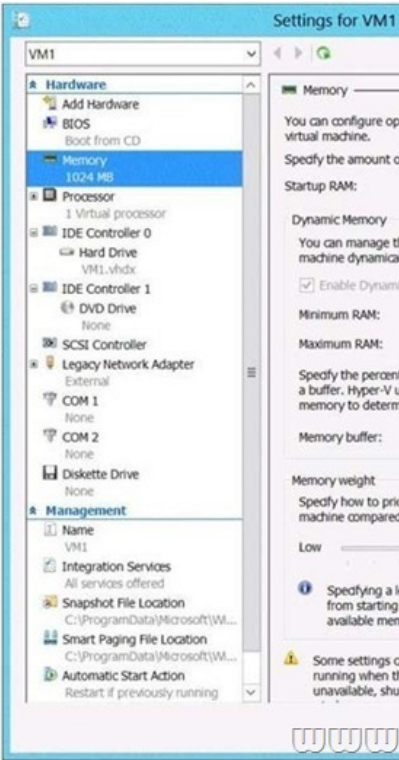 Settings for VM1
VM1
Hardware
Add Hardware
BIOS
Boot from CD
Memory
1024 MB
Processor
1 Virtual processor
IDE Controller 0
Hard Drive
VM1.vhdx
IDE Controller 1
DVD Drive
None
SCSI Controller
Legacy Network Adapter
External
COM 1
None
COM 2
None
Diskette Drive
None
Management
Name
VM1
Integration Services
All services offered
Snapshot File Location
C:\ProgramData\Microsoft\Wi...
Smart Paging File Location
C:\ProgramData\Microsoft\Wi...
Automatic Start Action
Restart if previously running
Memory
You can configure op
virtual machine.
Specify the amount o
Startup RAM:
Dynamic Memory
You can manage th
machine dynamical
Enable Dynam
Minimum RAM:
Maximum RAM:
Specify the percent
a buffer. Hyper-V u
memory to determ
Memory buffer:
Memory weight
Specify how to prio
machine compared
Low
Specifying a l
from starting
available mem
Some settings c
running when th
unavailable, shu
www